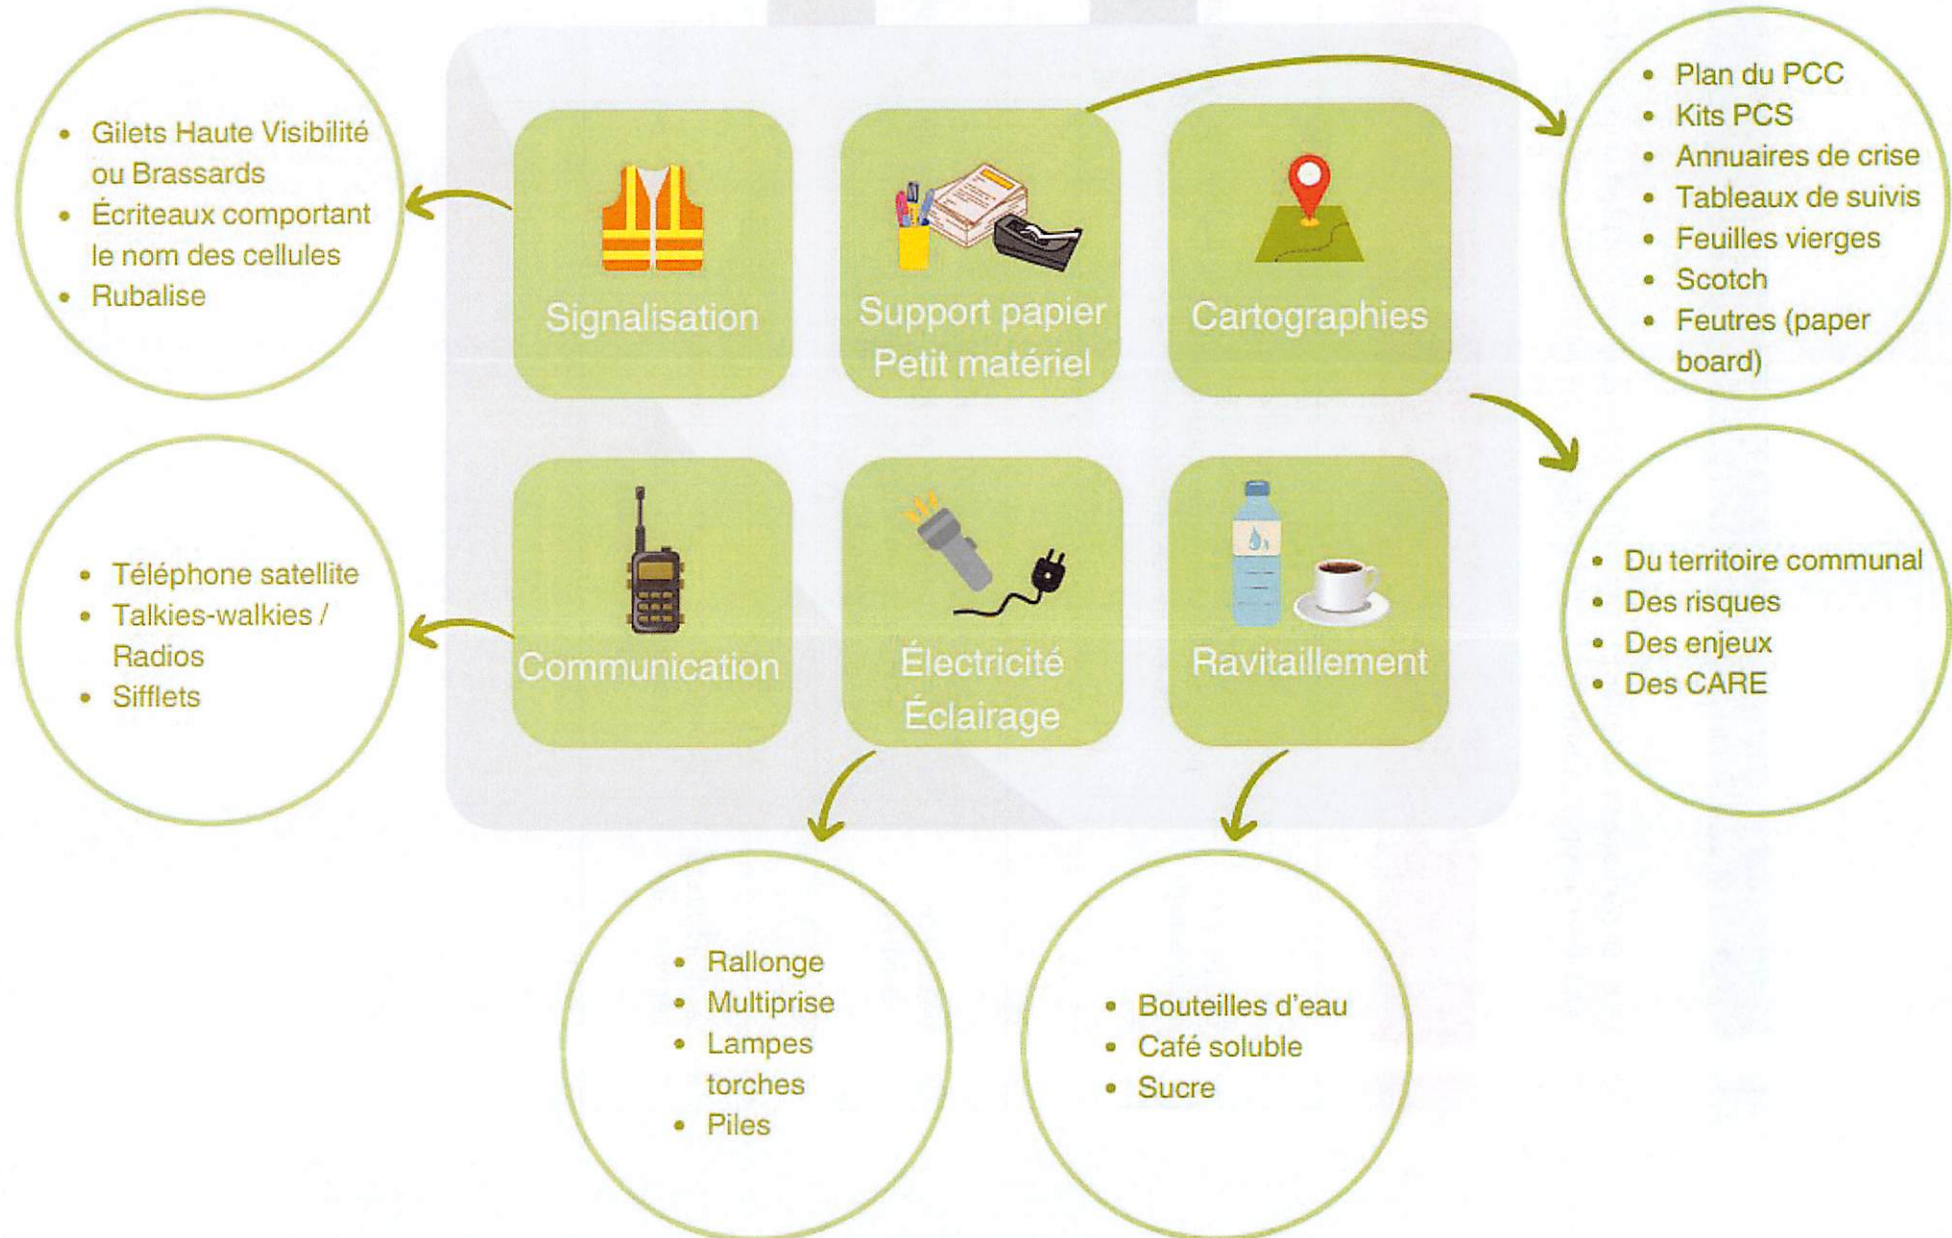 • Gilets Haute Visibilité
ou Brassards
• Écriteaux comportant
le nom des cellules
• Rubalise
Signalisation
Support papier
Petit matériel
Cartographies
• Plan du PCC
• Kits PCS
• Annuaires de crise
• Tableaux de suivis
• Feuilles vierges
• Scotch
• Feutres (paper
board)
• Téléphone satellite
• Talkies-walkies /
Radios
• Sifflets
Communication
Électricité
Éclairage
Ravitaillement
• Du territoire communal
• Des risques
• Des enjeux
• Des CARE
• Rallonge
• Multiprise
• Lampes
torches
• Piles
• Bouteilles d'eau
• Café soluble
• Sucre